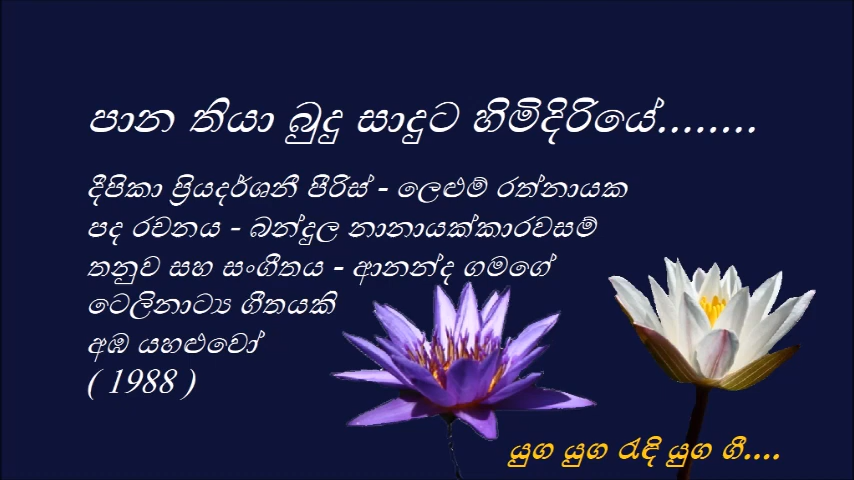 පාන තියා බුදු සාදුට හිමිදිරියේ........
දීපිකා ප්‍රියදර්ශනී පීරිස් - ලෙළුම් රත්නායක
පද රචනය - බන්දුල නානායක්කාරවසම්
තනුව සහ සංගීතය - ආනන්ද ගමගේ
ටෙලිනාට්‍ය ගීතයකි
අඹ යහළුවෝ
( 1988 )
යුග යුග රැඳි යුග ගී....